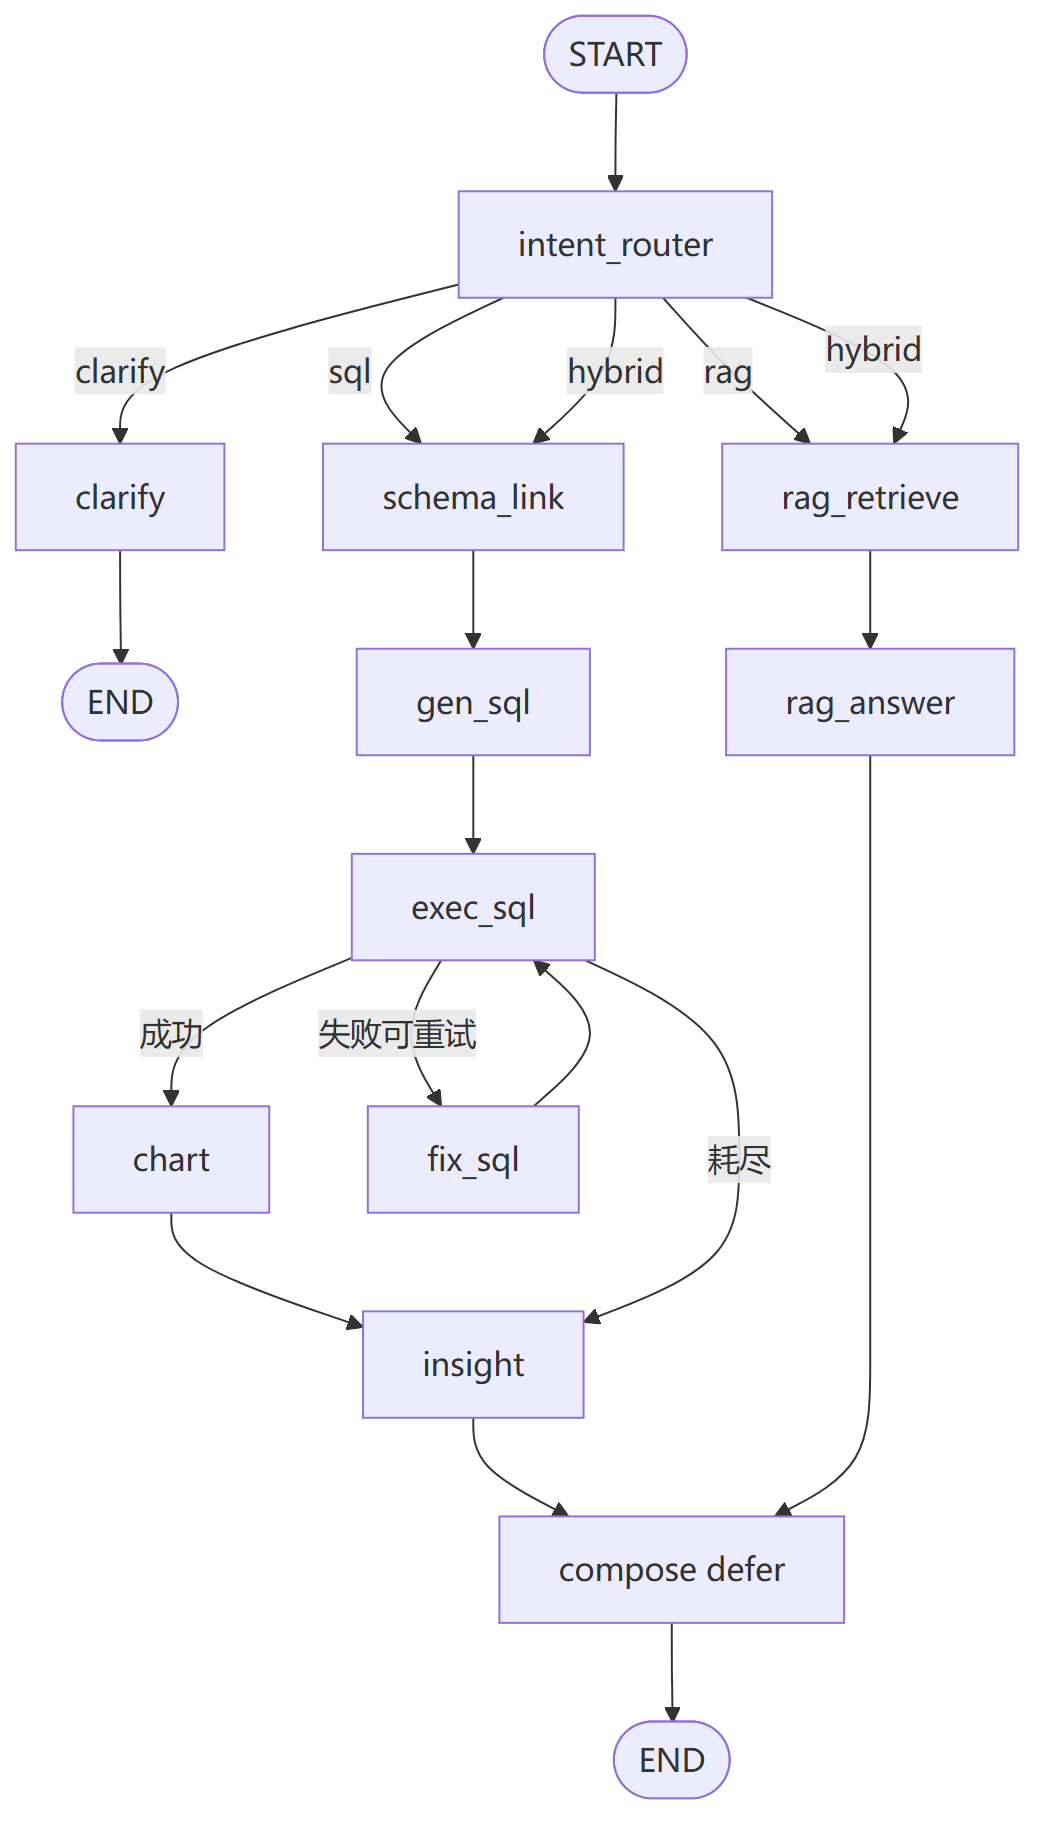 START
intent_router
clarify
sql
hybrid
rag
hybrid
clarify
schema_link
rag_retrieve
END
gen_sql
rag_answer
exec_sql
成功
失败可重试
耗尽
chart
fix_sql
insight
compose defer
END